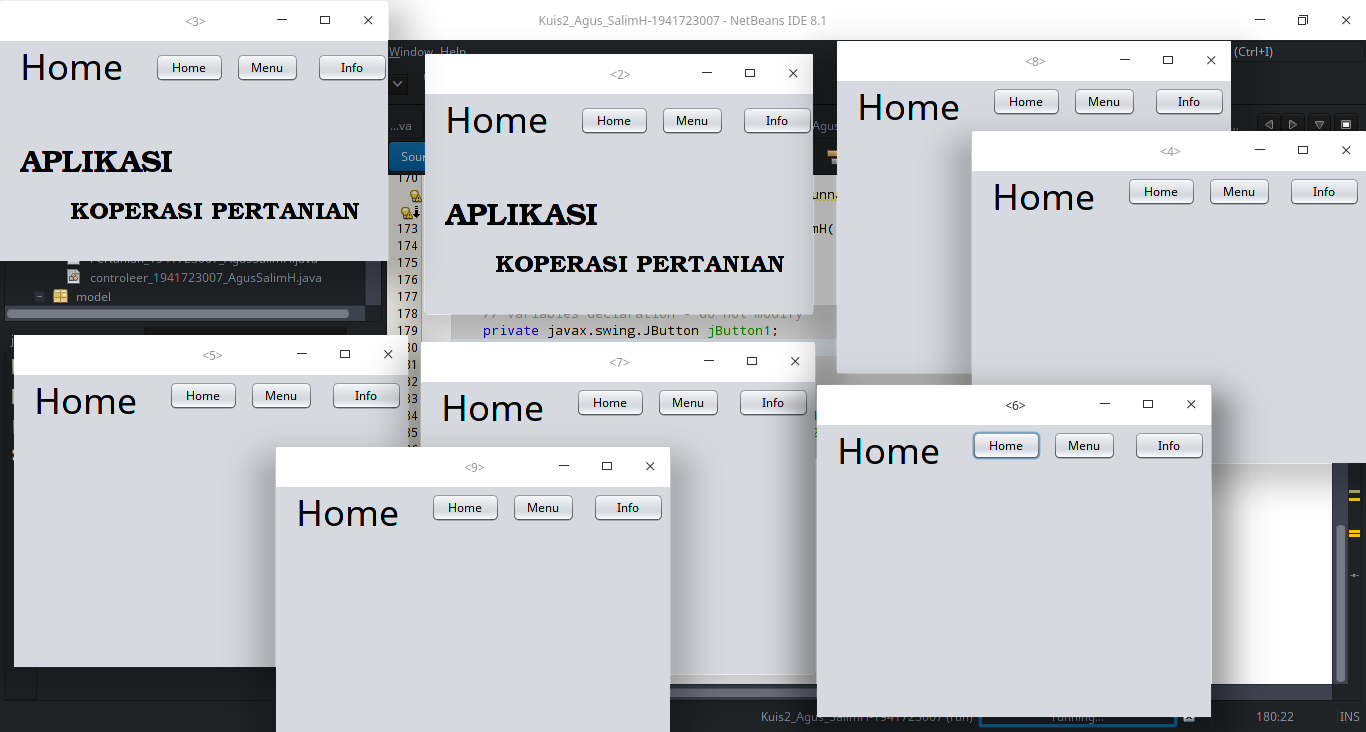 Kuis2_Agus_SalimH-1941723007 - NetBeans IDE 8.1
Window Help
(Ctrl+I)
<3>
Home Home Menu Info
APLIKASI
KOPERASI PERTANIAN
<2>
Home Home Menu Info
APLIKASI
KOPERASI PERTANIAN
<8>
Home Home Menu Info
<4>
Home Home Menu Info
...va
Sour
170
173
174
175
176
177
178
179
mH(
controleer_1941723007_AgusSalimH.java
model
// Variables declaration - do not modify
private javax.swing.JButton jButton1;
<5>
Home Home Menu Info
<7>
Home Home Menu Info
<6>
Home Home Menu Info
<9>
Home Home Menu Info
Kuis2_Agus_SalimH-1941723007 (run)
running...
180:22
INS